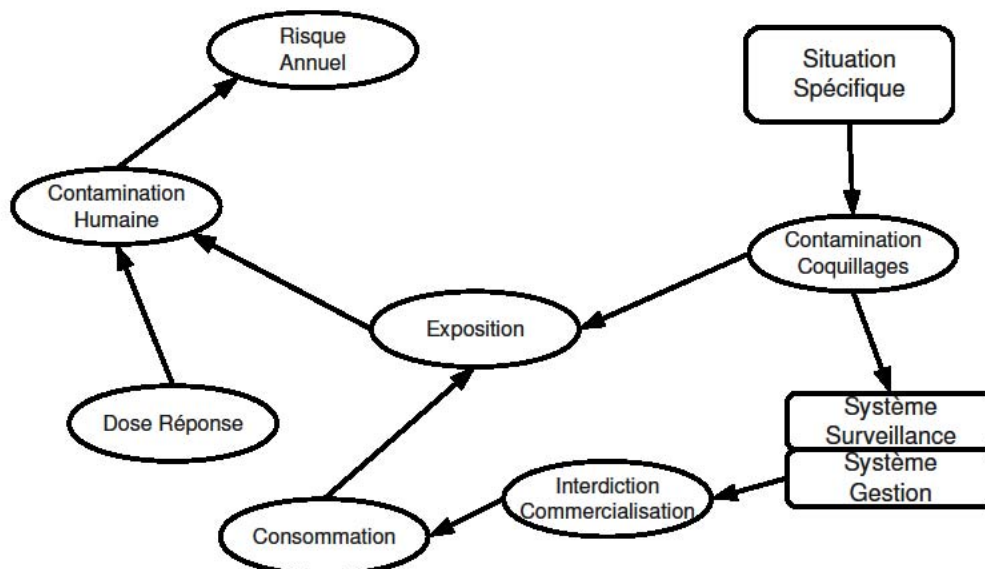 Risque
Annuel
Situation
Spécifique
Contamination
Humaine
Contamination
Coquillages
Exposition
Dose Réponse
Système
Surveillance
Système
Gestion
Interdiction
Commercialisation
Consommation